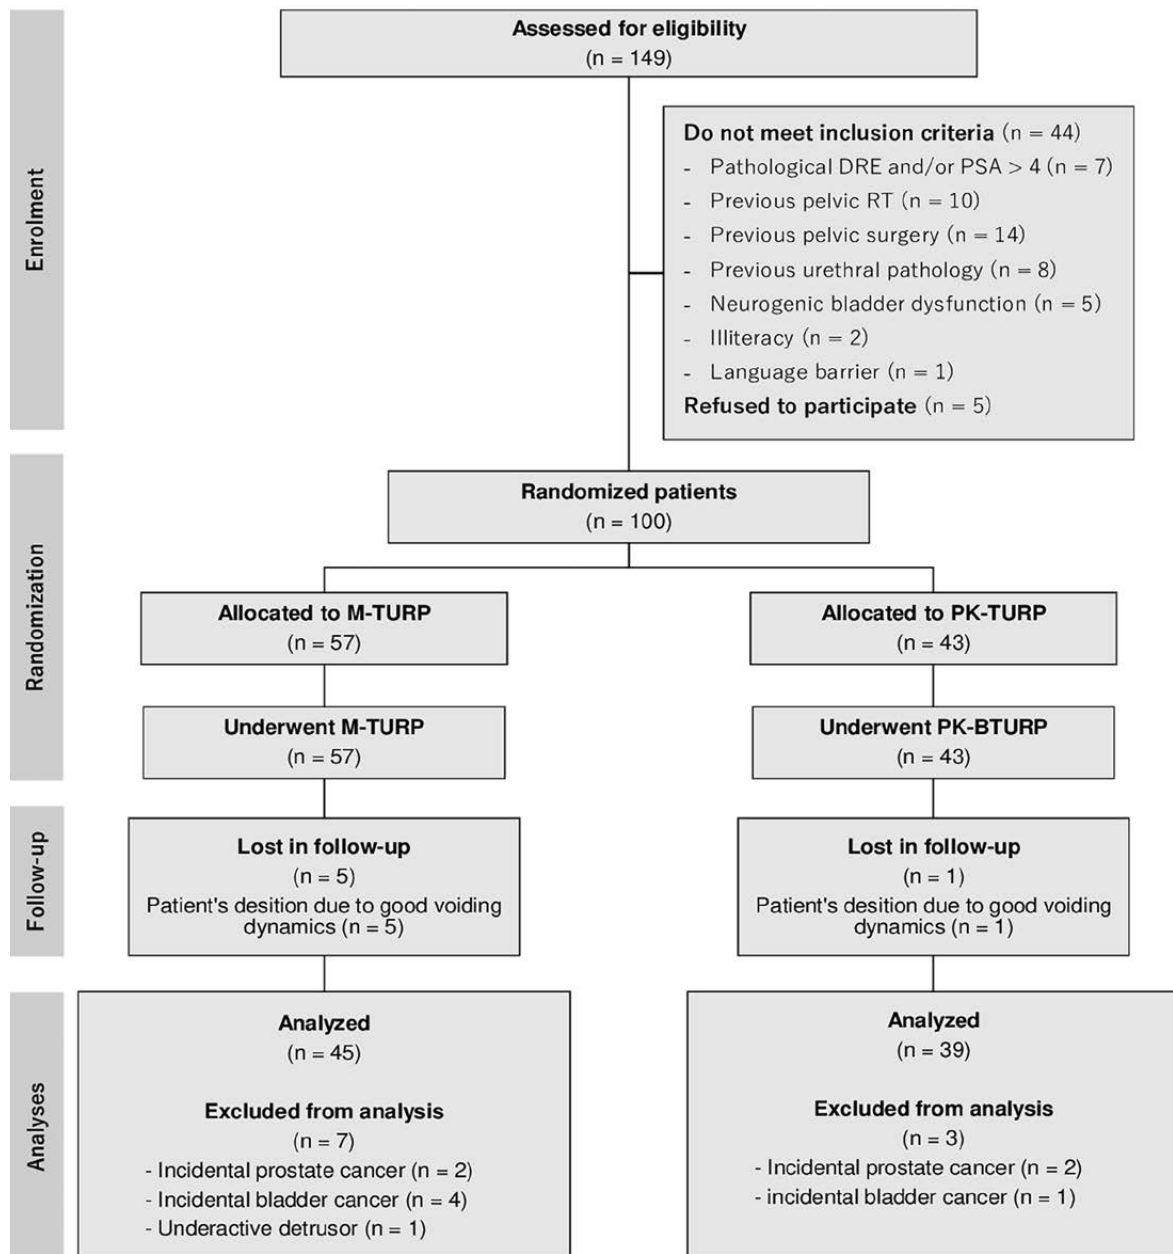 Enrolment
Assessed for eligibility
(n = 149)
Do not meet inclusion criteria (n = 44)
- Pathological DRE and/or PSA > 4 (n = 7)
- Previous pelvic RT (n = 10)
- Previous pelvic surgery (n = 14)
- Previous urethral pathology (n = 8)
- Neurogenic bladder dysfunction (n = 5)
- Illiteracy (n = 2)
- Language barrier (n = 1)
Refused to participate (n = 5)
Randomization
Randomized patients
(n = 100)
Allocated to M-TURP
(n = 57)
Allocated to PK-TURP
(n = 43)
Underwent M-TURP
(n = 57)
Underwent PK-BTURP
(n = 43)
Follow-up
Lost in follow-up
(n = 5)
Patient's desition due to good voiding
dynamics (n = 5)
Lost in follow-up
(n = 1)
Patient's desition due to good voiding
dynamics (n = 1)
Analyses
Analyzed
(n = 45)
Excluded from analysis
(n = 7)
- Incidental prostate cancer (n = 2)
- Incidental bladder cancer (n = 4)
- Underactive detrusor (n = 1)
Analyzed
(n = 39)
Excluded from analysis
(n = 3)
- Incidental prostate cancer (n = 2)
- incidental bladder cancer (n = 1)